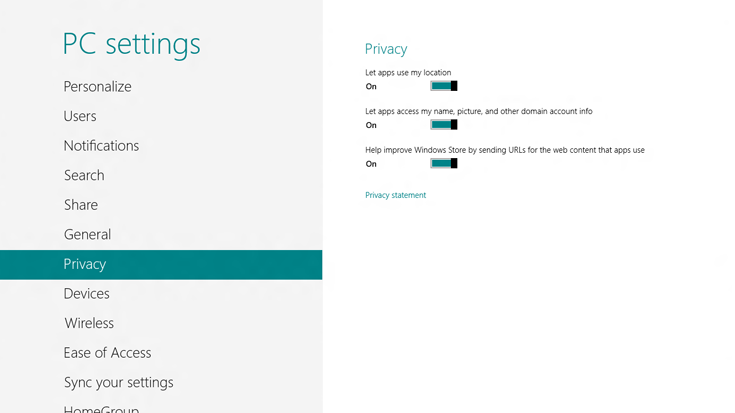 PC settings
Personalize
Users
Notifications
Search
Share
General
Privacy
Devices
Wireless
Ease of Access
Sync your settings
HomeGroup
Privacy
Let apps use my location
On
Let apps access my name, picture, and other domain account info
On
Help improve Windows Store by sending URLs for the web content that apps use
On
Privacy statement